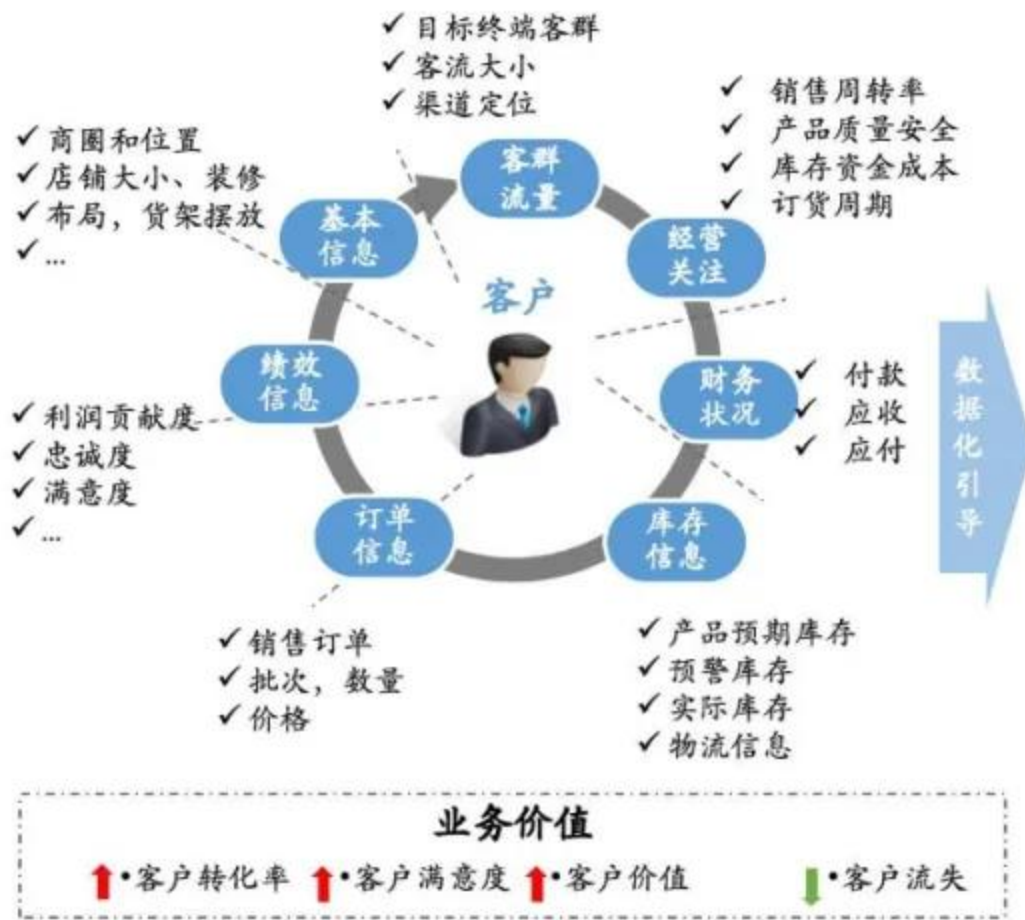 ✓ 目标终端客群
✓ 客流大小
✓ 渠道定位
✓ 商圈和位置
✓ 店铺大小、装修
✓ 布局，货架摆放
✓ ...
✓ 销售周转率
✓ 产品质量安全
✓ 库存资金成本
✓ 订货周期
客群
流量
基本
信息
经营
关注
客户
绩效
信息
财务
状况
✓ 付款
✓ 应收
✓ 应付
数据化引导
✓ 利润贡献度
✓ 忠诚度
✓ 满意度
✓ ...
订单
信息
库存
信息
✓ 销售订单
✓ 批次，数量
✓ 价格
✓ 产品预期库存
✓ 预警库存
✓ 实际库存
✓ 物流信息
业务价值
•客户转化率 •客户满意度 •客户价值 •客户流失